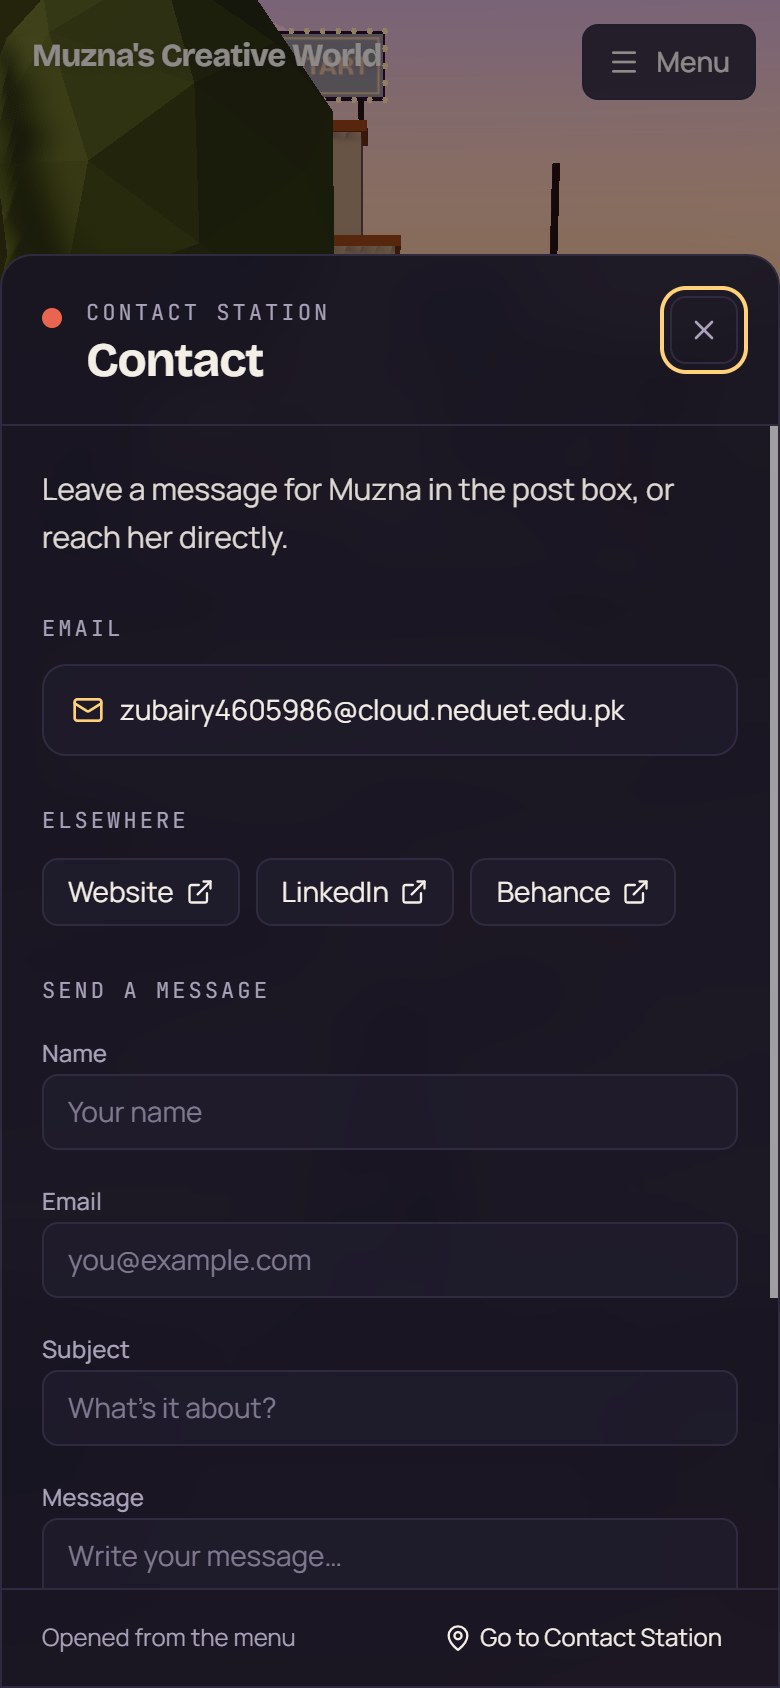 Muzna's Creative World
Menu
CONTACT STATION
Contact
Leave a message for Muzna in the post box, or
reach her directly.
EMAIL
zubairy4605986@cloud.neduet.edu.pk
ELSEWHERE
Website
LinkedIn
Behance
SEND A MESSAGE
Name
Your name
Email
you@example.com
Subject
What's it about?
Message
Write your message...
Opened from the menu
Go to Contact Station